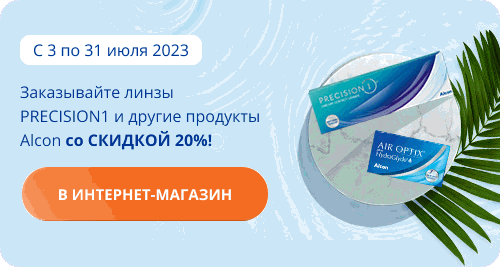 С 3 по 31 июля 2023
Заказывайте линзы
PRECISION1 и другие продукты
Alcon со СКИДКОЙ 20%!
В ИНТЕРНЕТ-МАГАЗИН
PRECISION1
Alcon
AIR OPTIX
HydraGlyde
Alcon